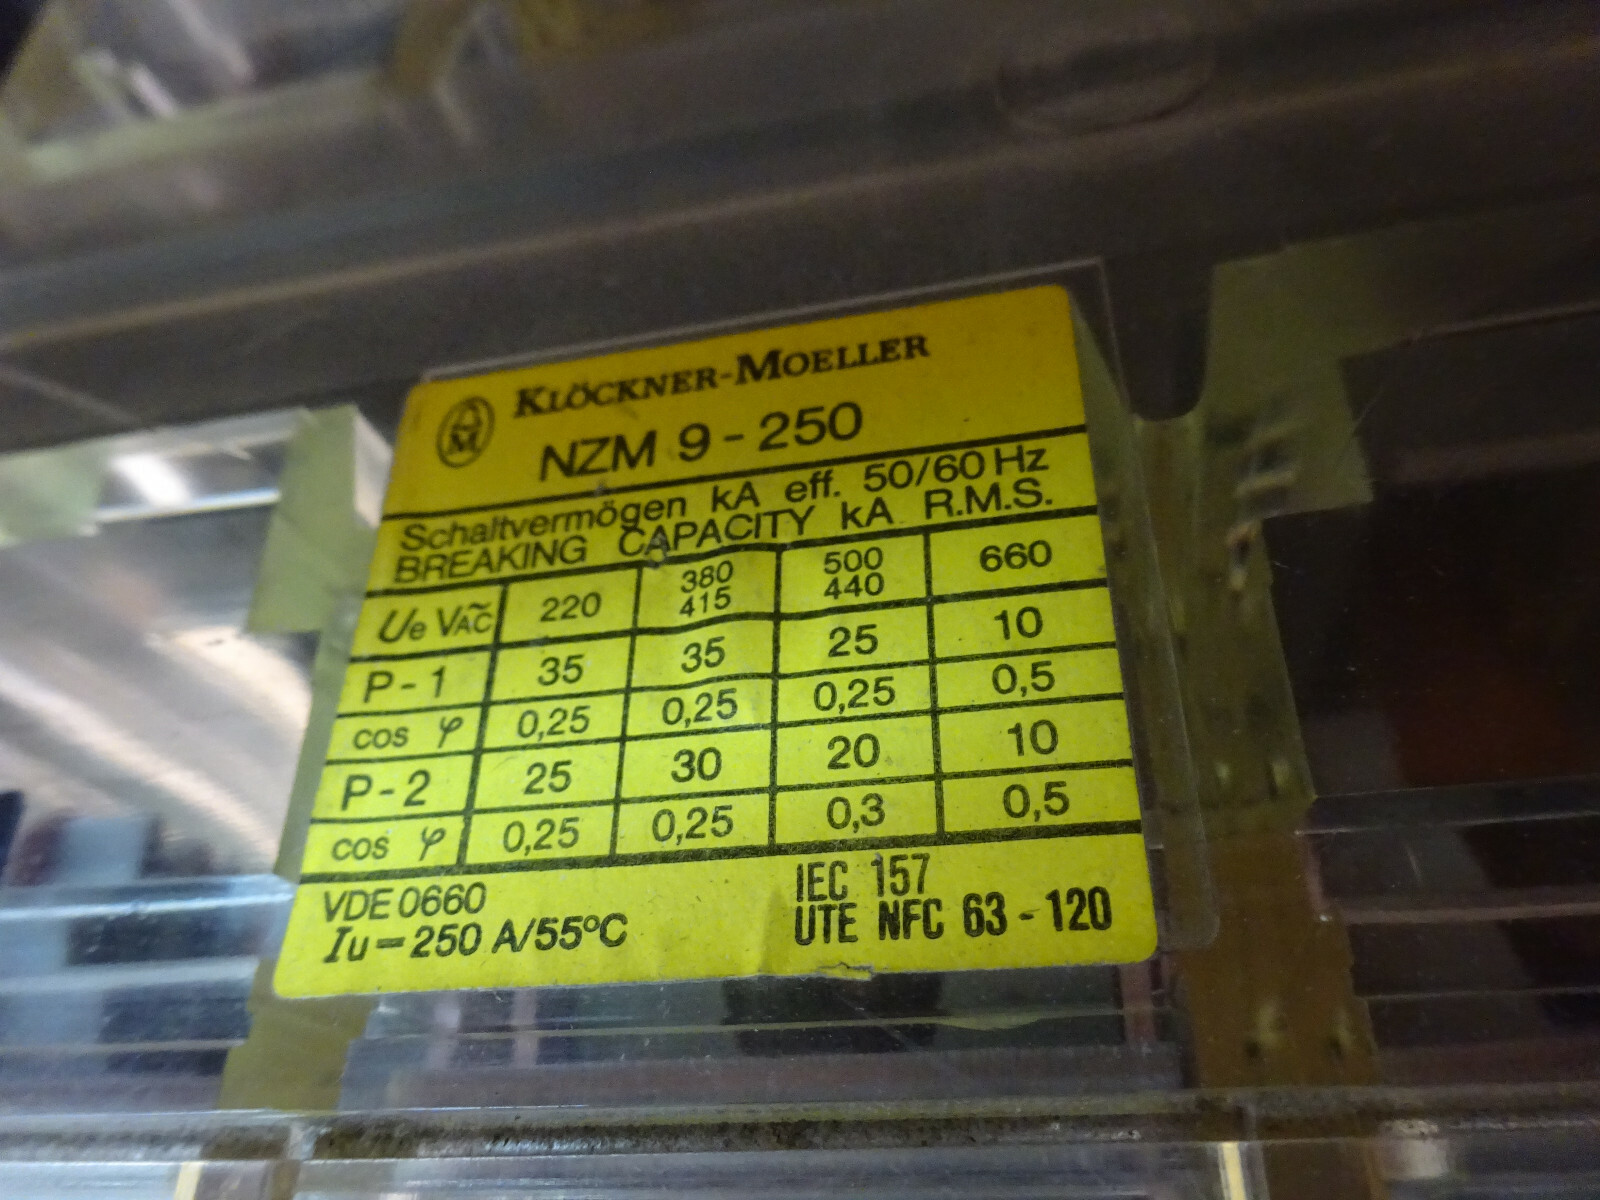 KLÖCKNER-MOELLER
M
NZM 9-250
Schaltvermögen kA eff. 50/60 Hz
BREAKING CAPACITY kA R.M.S.
Ue VAC~ 220 380 415 500 440 660
P-1 35 35 25 10
cos φ 0,25 0,25 0,25 0,5
P-2 25 30 20 10
cos φ 0,25 0,25 0,3 0,5
VDE 0660 IEC 157
Iu=250 A/55°C UTE NFC 63-120